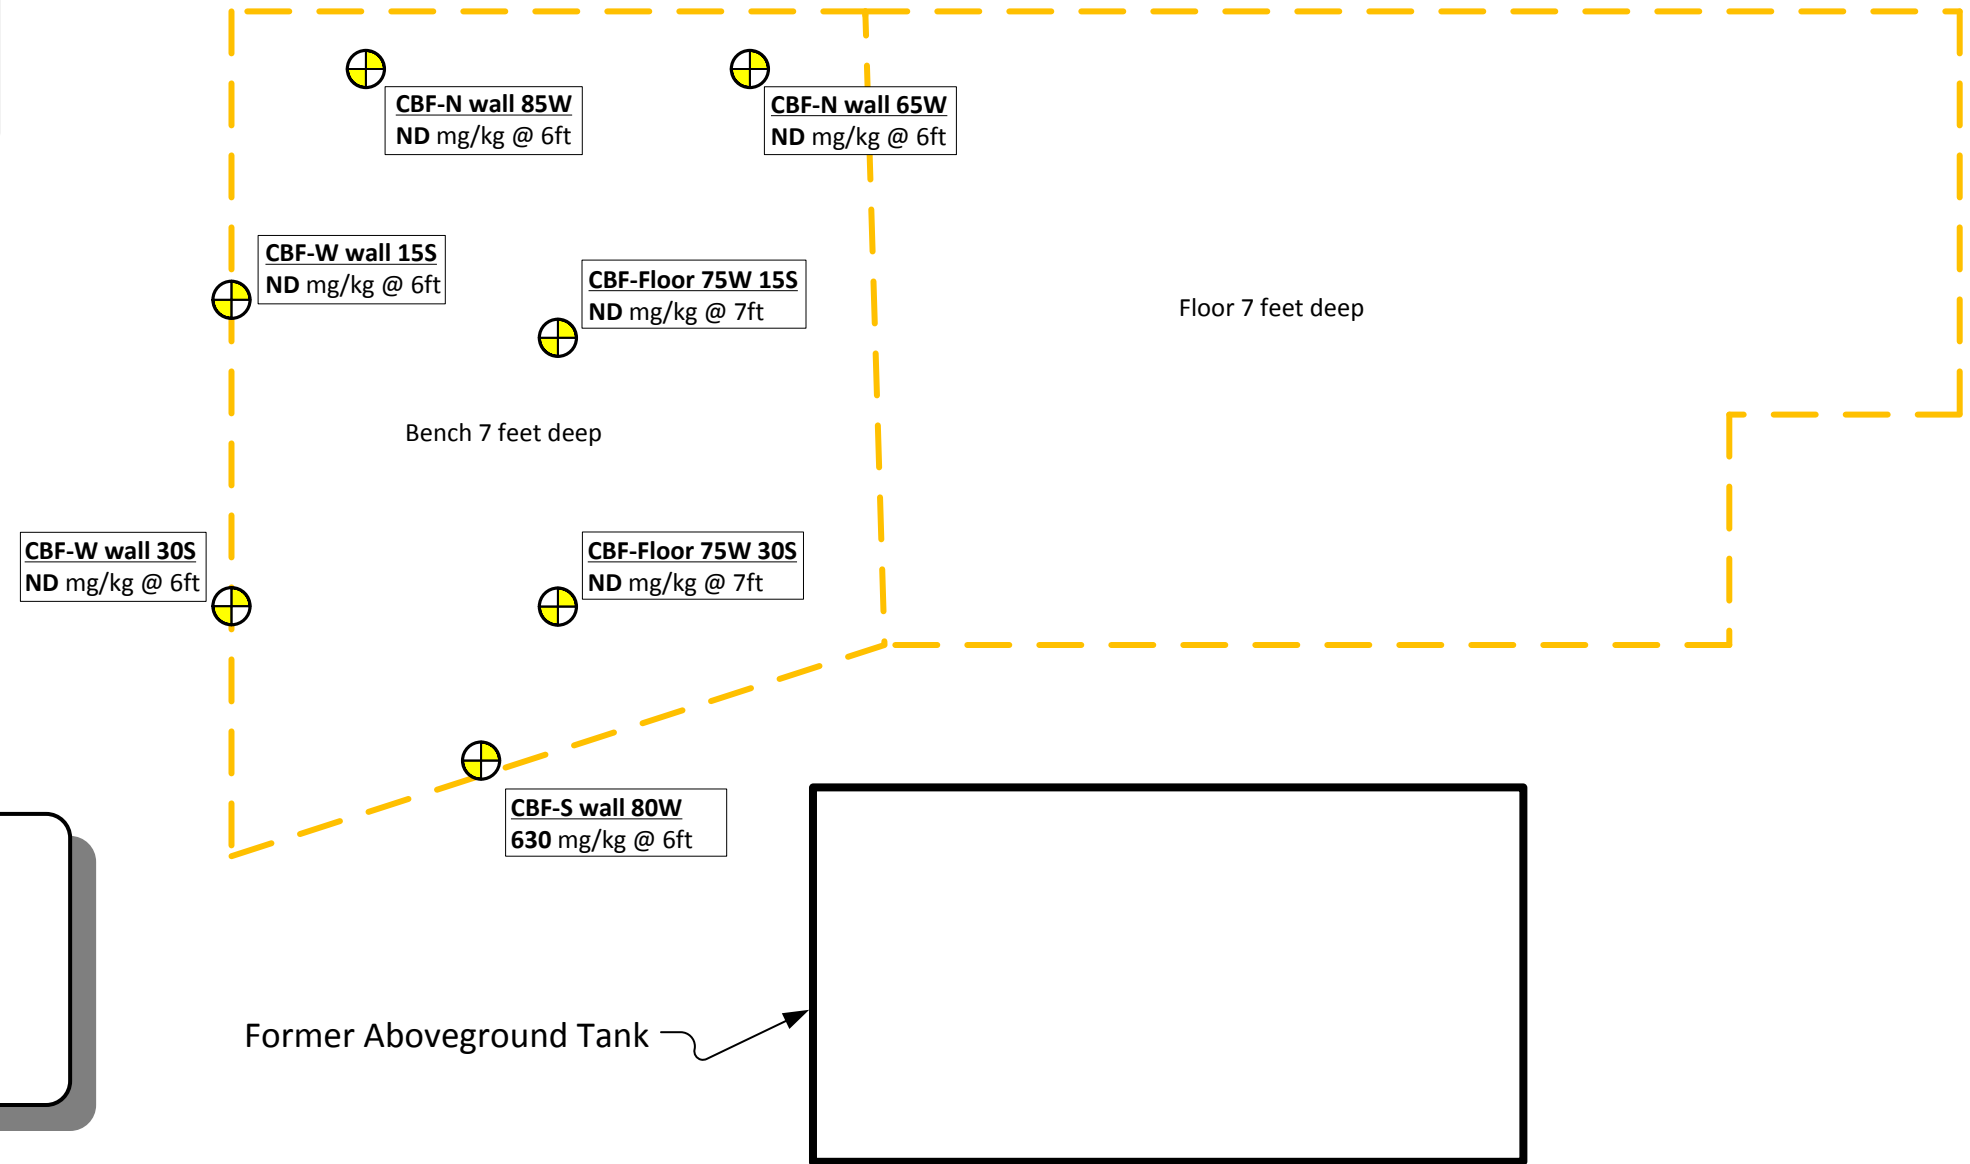 CBF-N wall 85W
ND mg/kg @ 6ft
CBF-N wall 65W
ND mg/kg @ 6ft
CBF-W wall 15S
ND mg/kg @ 6ft
CBF-Floor 75W 15S
ND mg/kg @ 7ft
Floor 7 feet deep
Bench 7 feet deep
CBF-W wall 30S
ND mg/kg @ 6ft
CBF-Floor 75W 30S
ND mg/kg @ 7ft
CBF-S wall 80W
630 mg/kg @ 6ft
Former Aboveground Tank